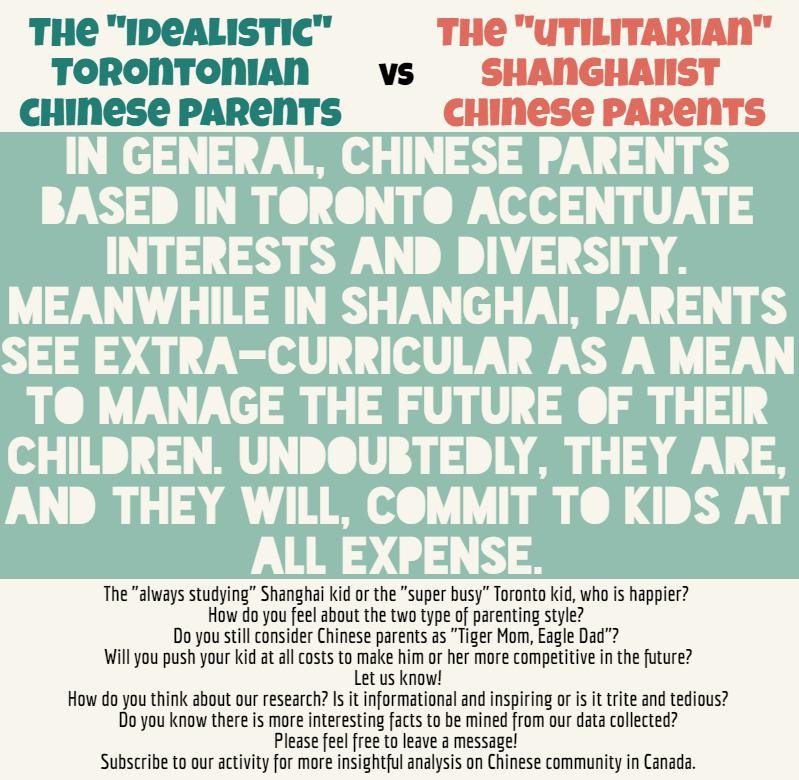 THE "IDEALISTIC"
TORONTONIAN
CHINESE PARENTS
VS
THE "UTILITARIAN"
SHANGHAIIST
CHINESE PARENTS
IN GENERAL, CHINESE PARENTS
BASED IN TORONTO ACCENTUATE
INTERESTS AND DIVERSITY.
MEANWHILE IN SHANGHAI, PARENTS
SEE EXTRA-CURRICULAR AS A MEAN
TO MANAGE THE FUTURE OF THEIR
CHILDREN. UNDOUBTEDLY, THEY ARE,
AND THEY WILL, COMMIT TO KIDS AT
ALL EXPENSE.
The "always studying" Shanghai kid or the "super busy" Toronto kid, who is happier?
How do you feel about the two type of parenting style?
Do you still consider Chinese parents as "Tiger Mom, Eagle Dad"?
Will you push your kid at all costs to make him or her more competitive in the future?
Let us know!
How do you think about our research? Is it informational and inspiring or is it trite and tedious?
Do you know there is more interesting facts to be mined from our data collected?
Please feel free to leave a message!
Subscribe to our activity for more insightful analysis on Chinese community in Canada.